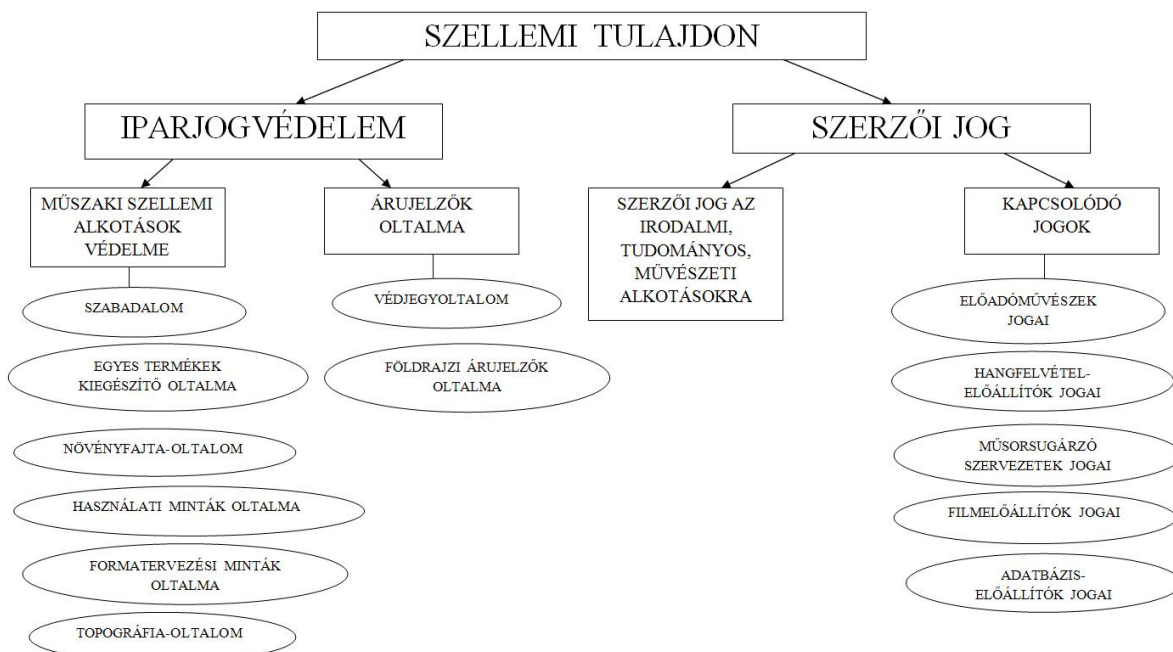 SZELLEMI TULAJDON
IPARJOGVÉDELEM
SZERZŐI JOG
MŰSZAKI SZELLEMI
ALKOTÁSOK
VÉDELME
ÁRUJELZŐK
OLTALMA
SZERZŐI JOG AZ
IRODALMI,
TUDOMÁNYOS,
MŰVÉSZETI
ALKOTÁSOKRA
KAPCSOLÓDÓ
JOGOK
SZABADALOM
EGYES TERMÉKEK
KIEGÉSZÍTŐ OLTALMA
NÖVÉNYFAJTA-OLTALOM
HASZNÁLATI MINTÁK OLTALMA
FORMATERVEZÉSI MINTÁK
OLTALMA
TOPOGRÁFIA-OLTALOM
VÉDJEGYOLTALOM
FÖLDRAJZI ÁRUJELZŐK
OLTALMA
ELŐADÓMŰVÉSZEK
JOGAI
HANGFELVÉTEL-
ELŐÁLLÍTÓK JOGAI
MŰSORSUGÁRZÓ
SZERVEZETEK JOGAI
FILMELŐÁLLÍTÓK JOGAI
ADATBÁZIS-
ELŐÁLLÍTÓK JOGAI